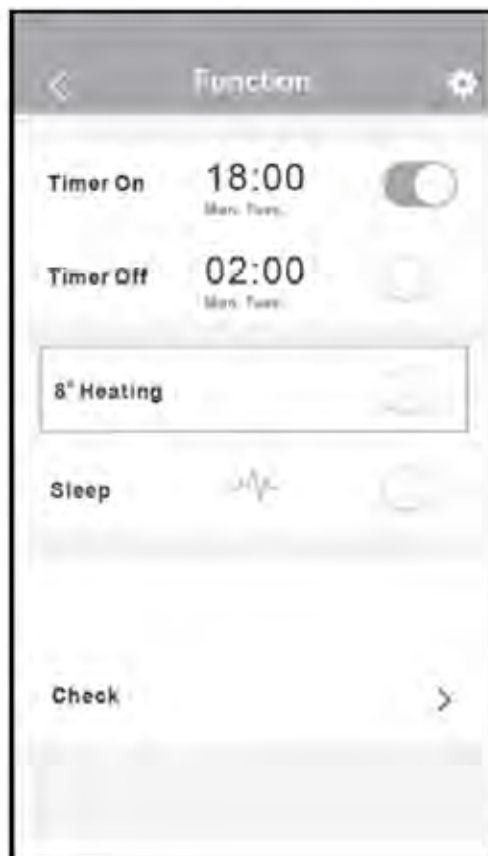 Function
Timer On 18:00
Mon. Tues.
Timer Off 02:00
Mon. Tues.
8° Heating
Sleep
Check